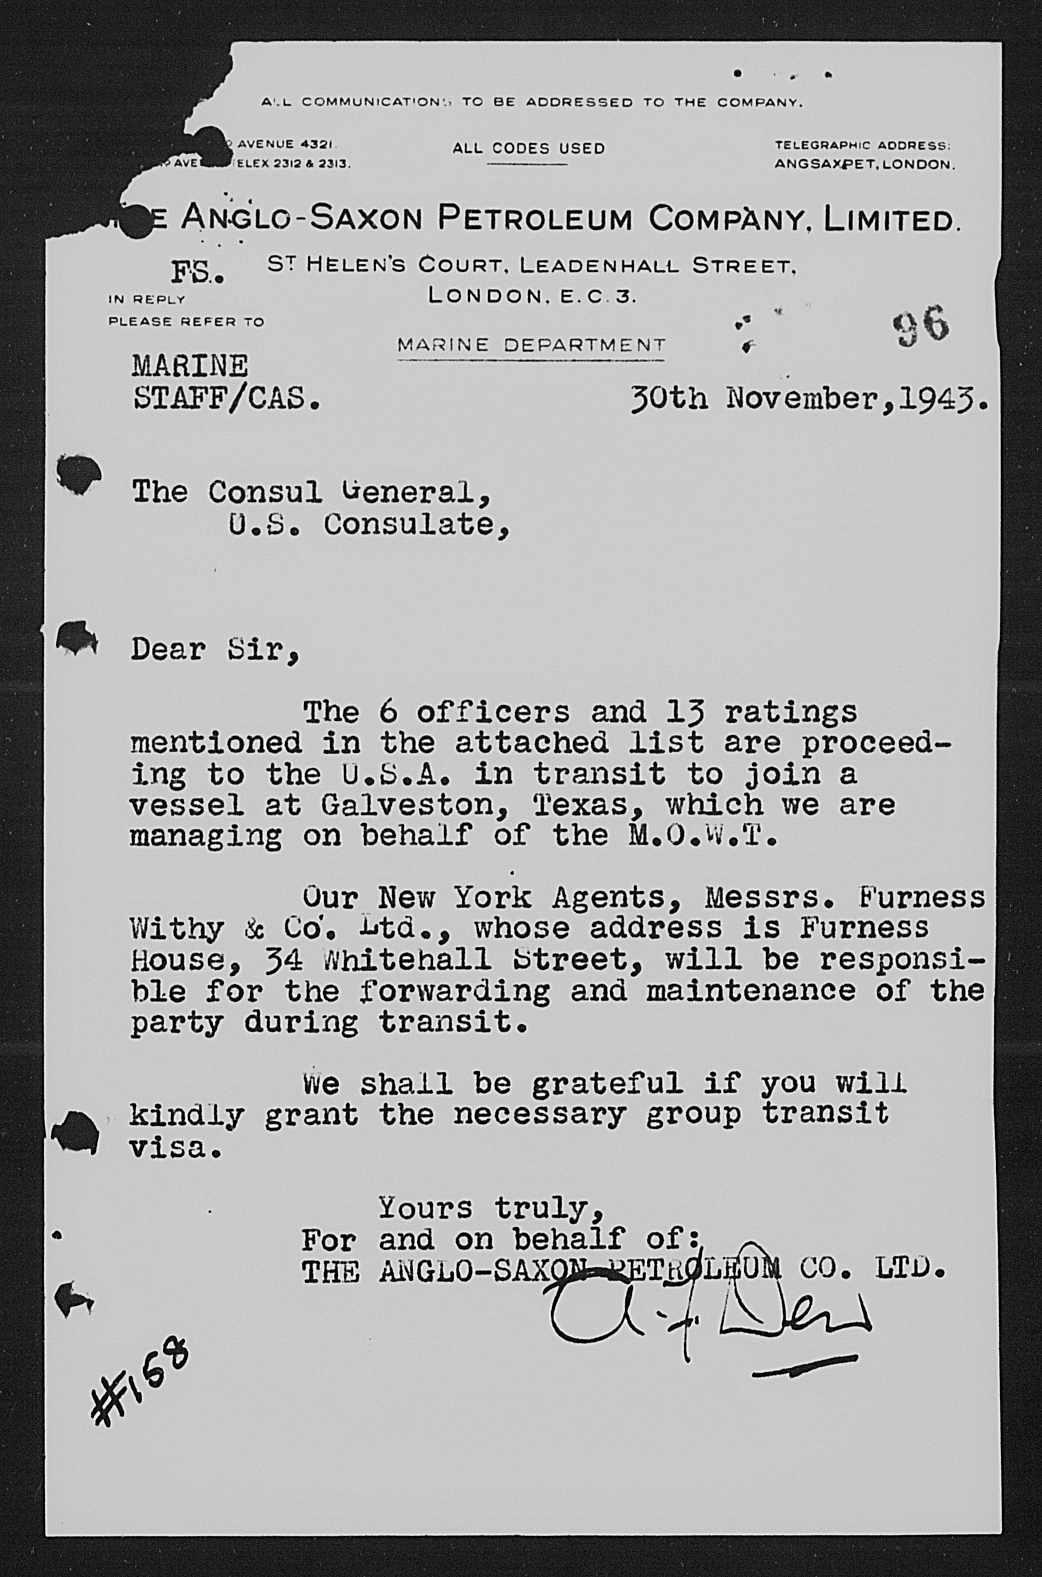 ALL COMMUNICATIONS TO BE ADDRESSED TO THE COMPANY.
AVENUE 4321.
ALL CODES USED
TELEGRAPHIC ADDRESS:
TELEX 2312 & 2313.
ANGSAXPET, LONDON.
THE ANGLO-SAXON PETROLEUM COMPANY, LIMITED.
FS.
ST HELEN'S COURT, LEADENHALL STREET,
LONDON, E.C.3.
IN REPLY
PLEASE REFER TO
96
MARINE DEPARTMENT
MARINE
STAFF/CAS.
30th November,1943.
The Consul General,
U.S. Consulate,
Dear Sir,
The 6 officers and 13 ratings
mentioned in the attached list are proceed-
ing to the U.S.A. in transit to join a
vessel at Galveston, Texas, which we are
managing on behalf of the M.O.W.T.
Our New York Agents, Messrs. Furness
Withy & Co. Ltd., whose address is Furness
House, 34 Whitehall Street, will be responsi-
ble for the forwarding and maintenance of the
party during transit.
We shall be grateful if you will
kindly grant the necessary group transit
visa.
Yours truly,
For and on behalf of:
THE ANGLO-SAXON PETROLEUM CO. LTD.
#158